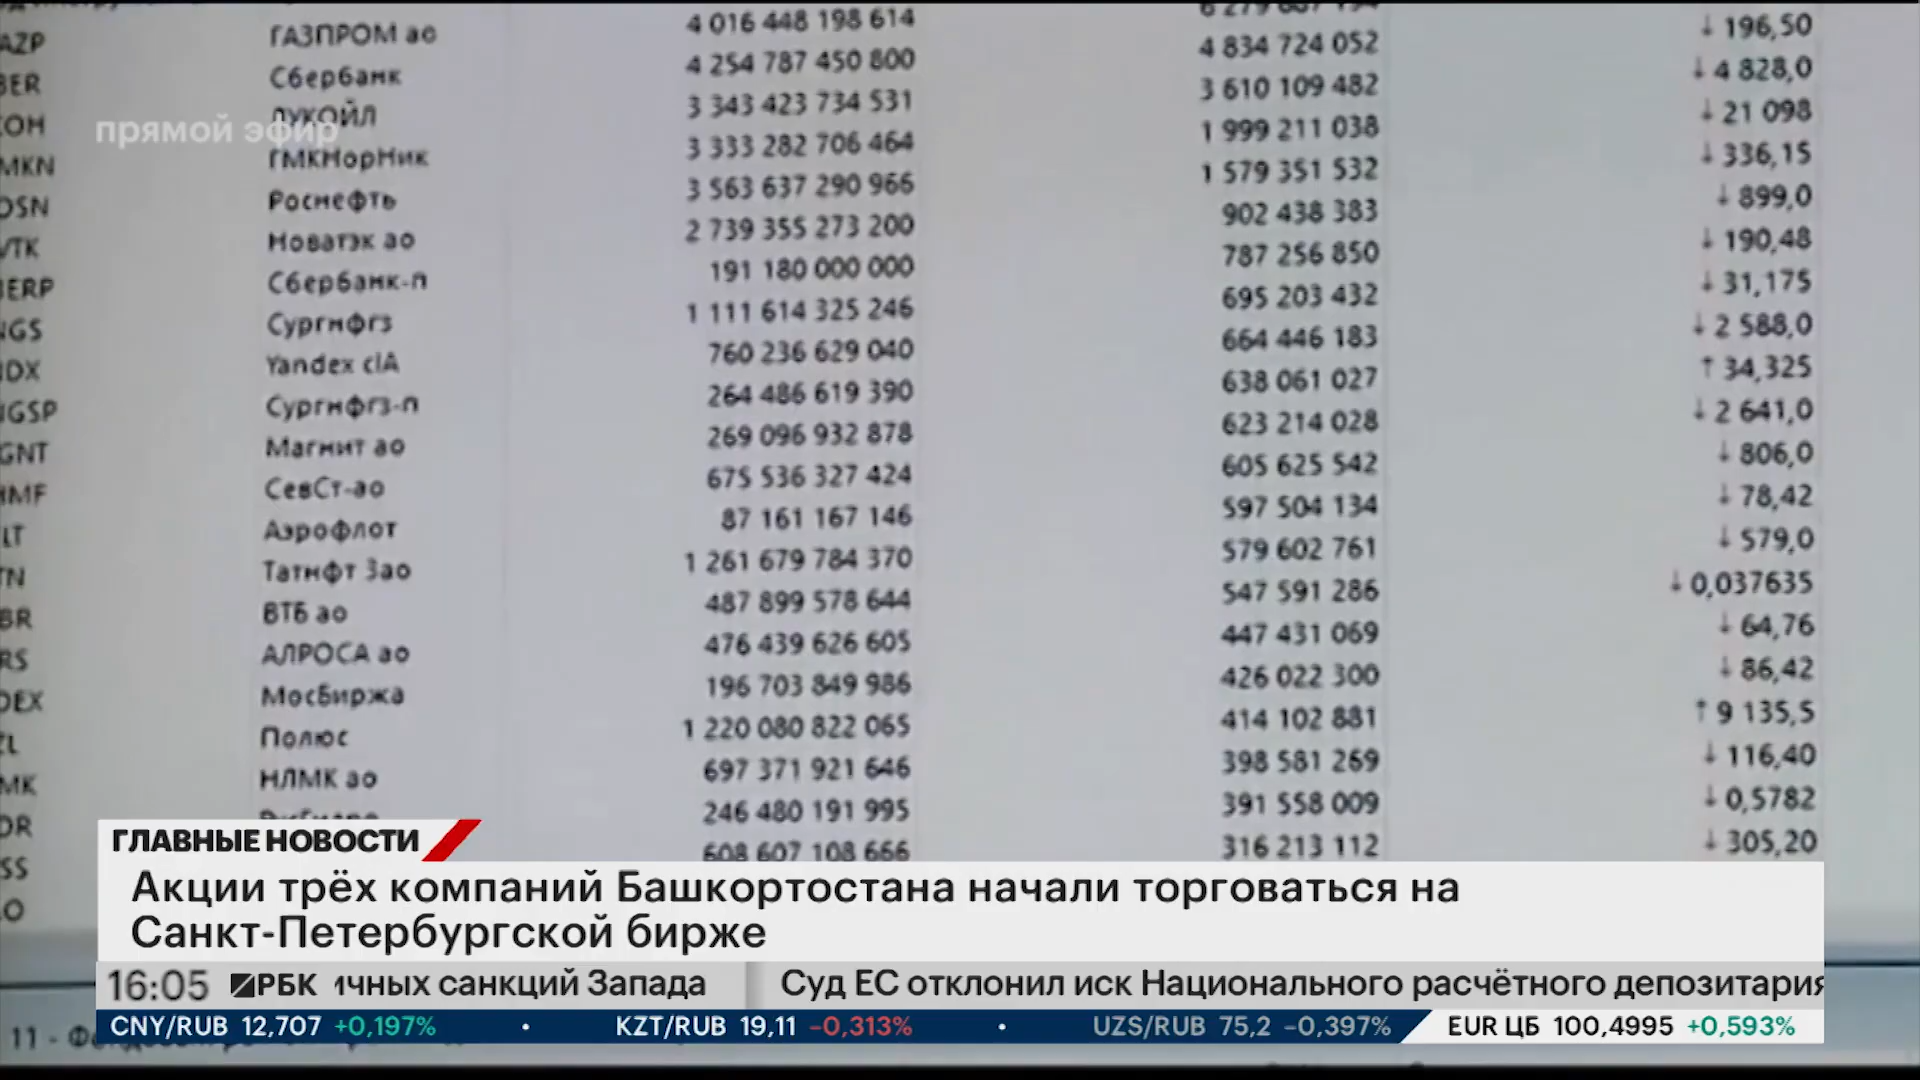 4 016 448 198 614
AZP ГАЗПРОМ ао 4 254 787 450 800 4 834 724 052 ↓ 196,50
BER Сбербанк 3 343 423 734 531 3 610 109 482 ↓ 4 828,0
КОН ЛУКОЙЛ 3 333 282 706 464 1 999 211 038 ↓ 21 098
прямой эфир
MKN ГМКНорНик 3 563 637 290 966 1 579 351 532 ↓ 336,15
OSN Роснефть 2 739 355 273 200 902 438 383 ↓ 899,0
VTK Новатэк ао 191 180 000 000 787 256 850 ↓ 190,48
BERP Сбербанк-п 1 111 614 325 246 695 203 432 ↓ 31,175
NGS Сургнфгз 760 236 629 040 664 446 183 ↓ 2 588,0
NDX Yandex clA 264 486 619 390 638 061 027 ↑ 34,325
NGSP Сургнфгз-п 269 096 932 878 623 214 028 ↓ 2 641,0
GNT Магнит ао 675 536 327 424 605 625 542 ↓ 806,0
HMF СевСт-ао 87 161 167 146 597 504 134 ↓ 78,42
LT Аэрофлот 1 261 679 784 370 579 602 761 ↓ 579,0
TN Татнфт 3ао 487 899 578 644 547 591 286 ↓ 0,037635
BR ВТБ ао 476 439 626 605 447 431 069 ↓ 64,76
RS АЛРОСА ао 196 703 849 986 426 022 300 ↓ 86,42
DEX МосБиржа 1 220 080 822 065 414 102 881 ↑ 9 135,5
ZL Полюс 697 371 921 646 398 581 269 ↓ 116,40
MK НЛМК ао 246 480 191 995 391 558 009 ↓ 0,5782
DR 608 607 108 666 316 213 112 ↓ 305,20
SS
O
ГЛАВНЫЕ НОВОСТИ
Акции трёх компаний Башкортостана начали торговаться на
Санкт-Петербургской бирже
16:05 РБК ичных санкций Запада Суд ЕС отклонил иск Национального расчётного депозитария
CNY/RUB 12,707 +0,197% • KZT/RUB 19,11 −0,313% • UZS/RUB 75,2 −0,397% EUR ЦБ 100,4995 +0,593%
11 -